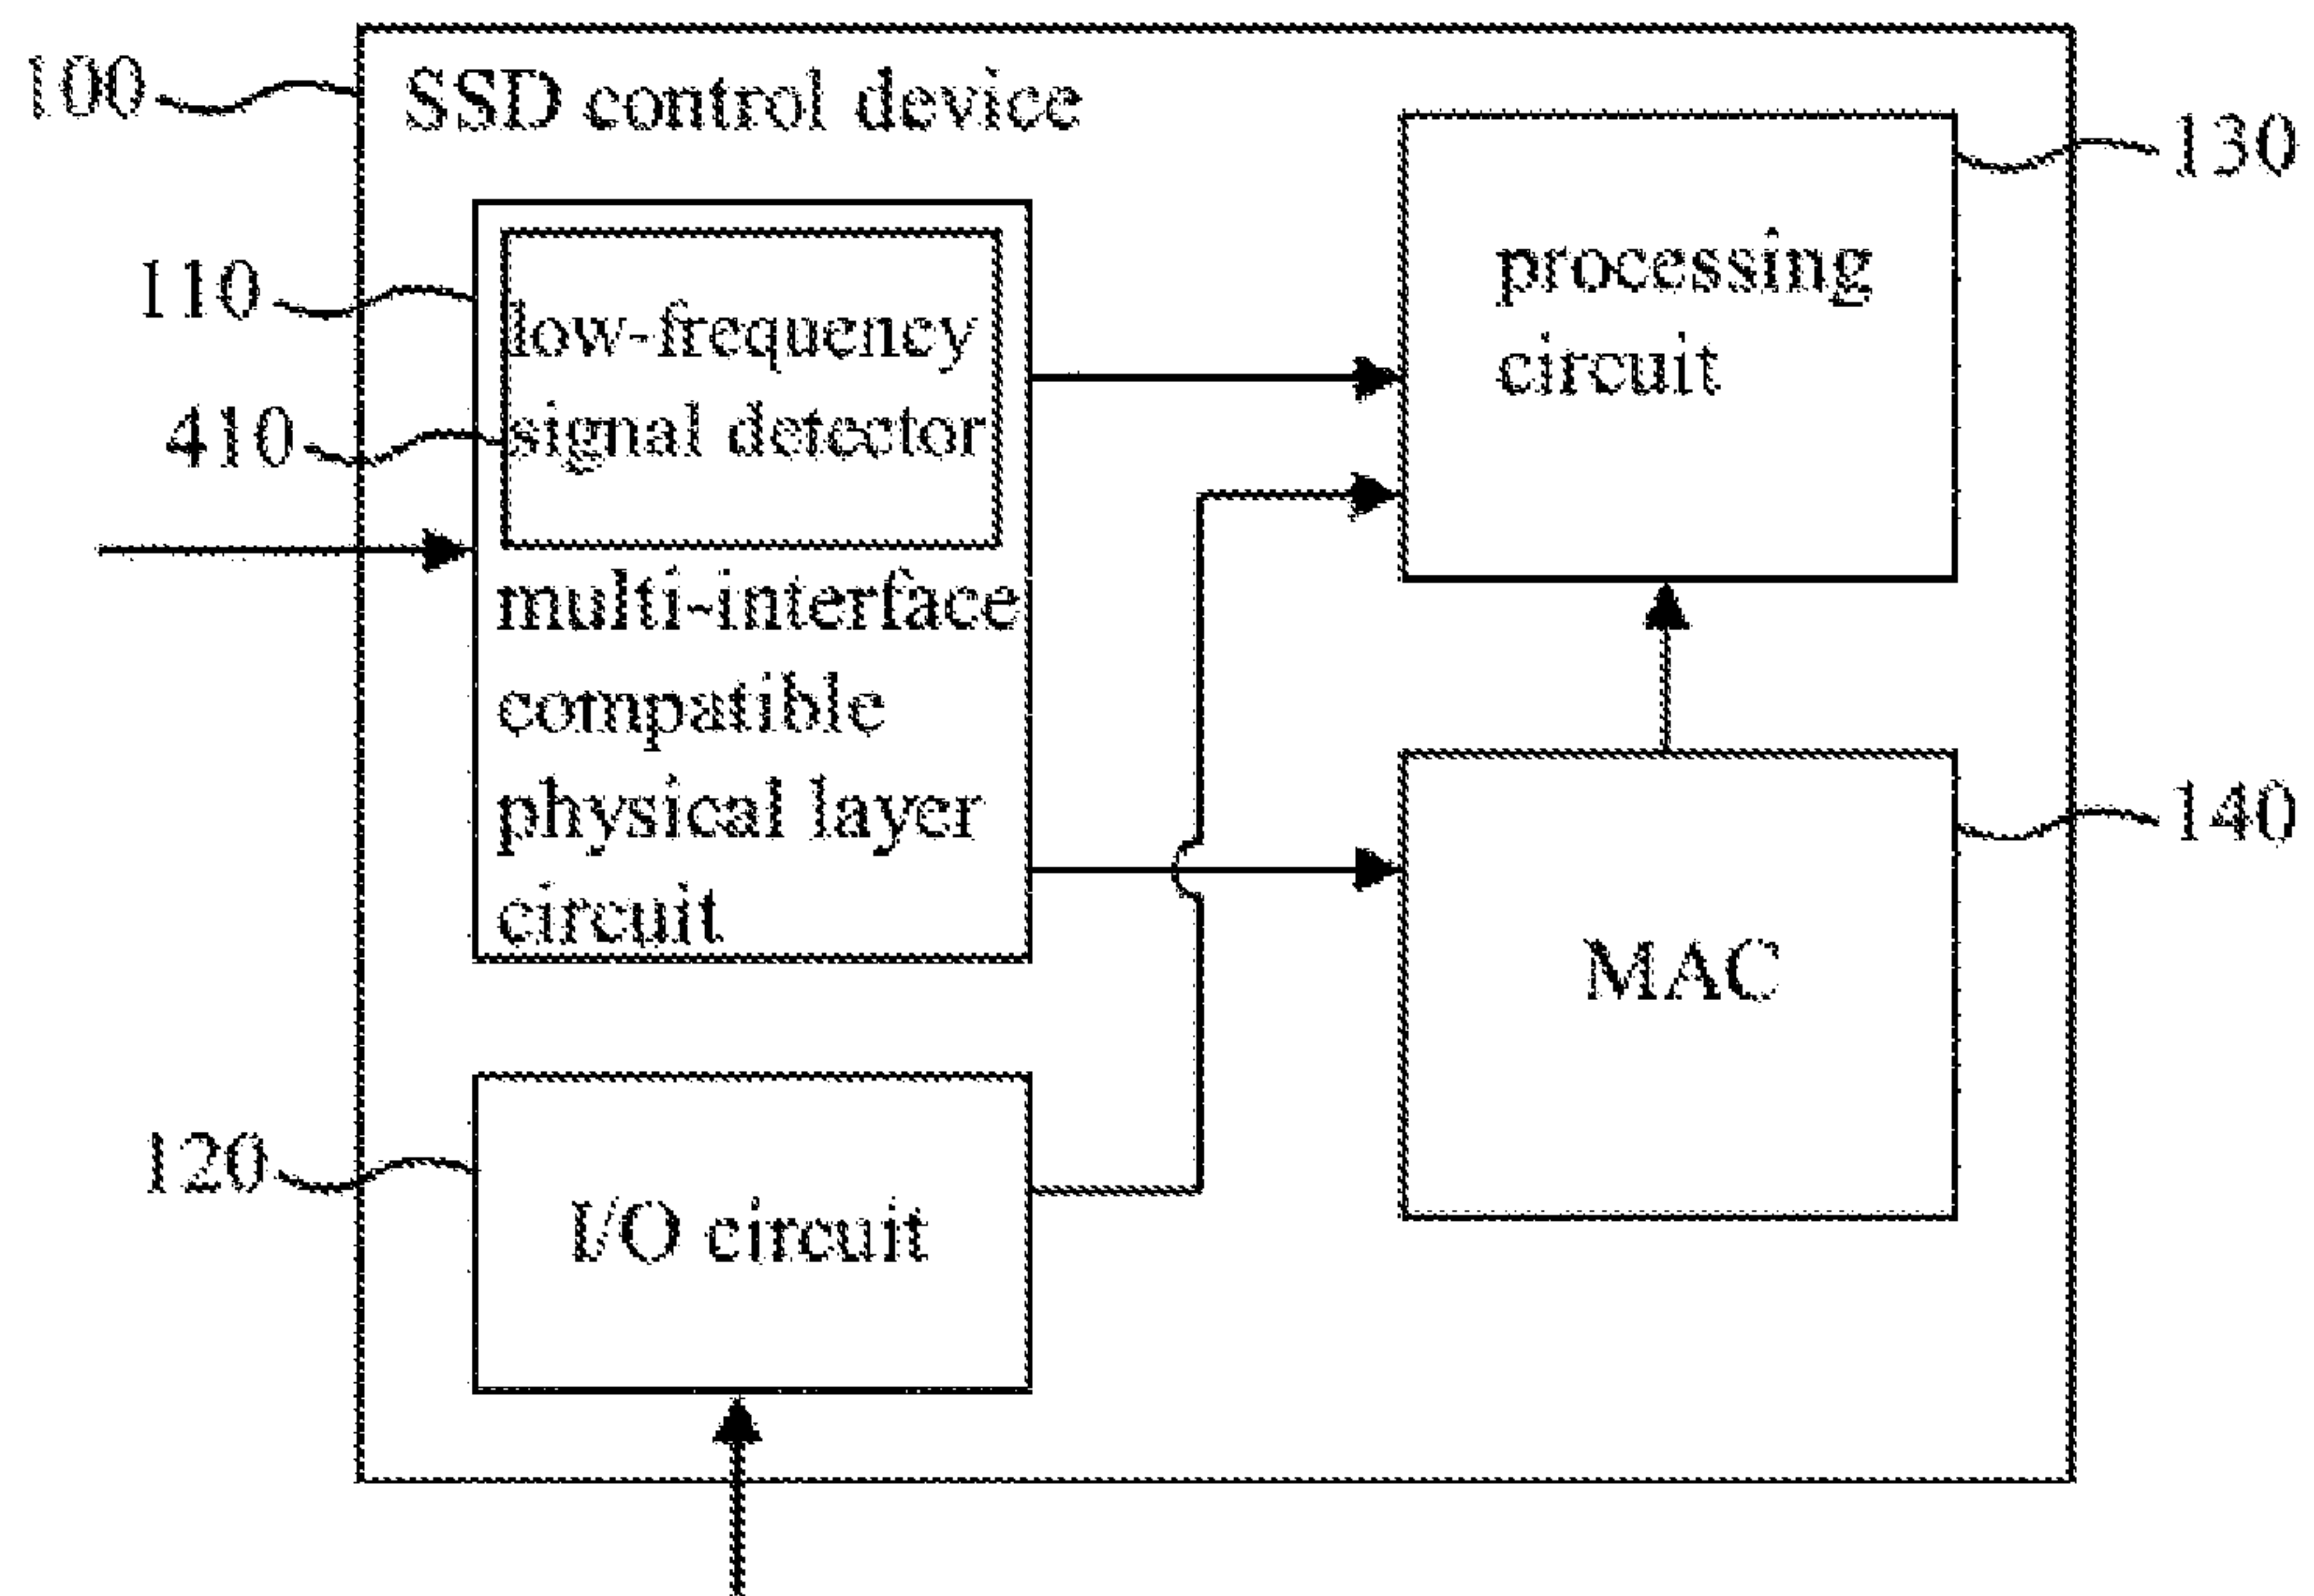 100
SSD control device
130
110
low-frequency
signal detector
410
processing
circuit
multi-interface
compatible
physical layer
circuit
140
MAC
120
I/O circuit